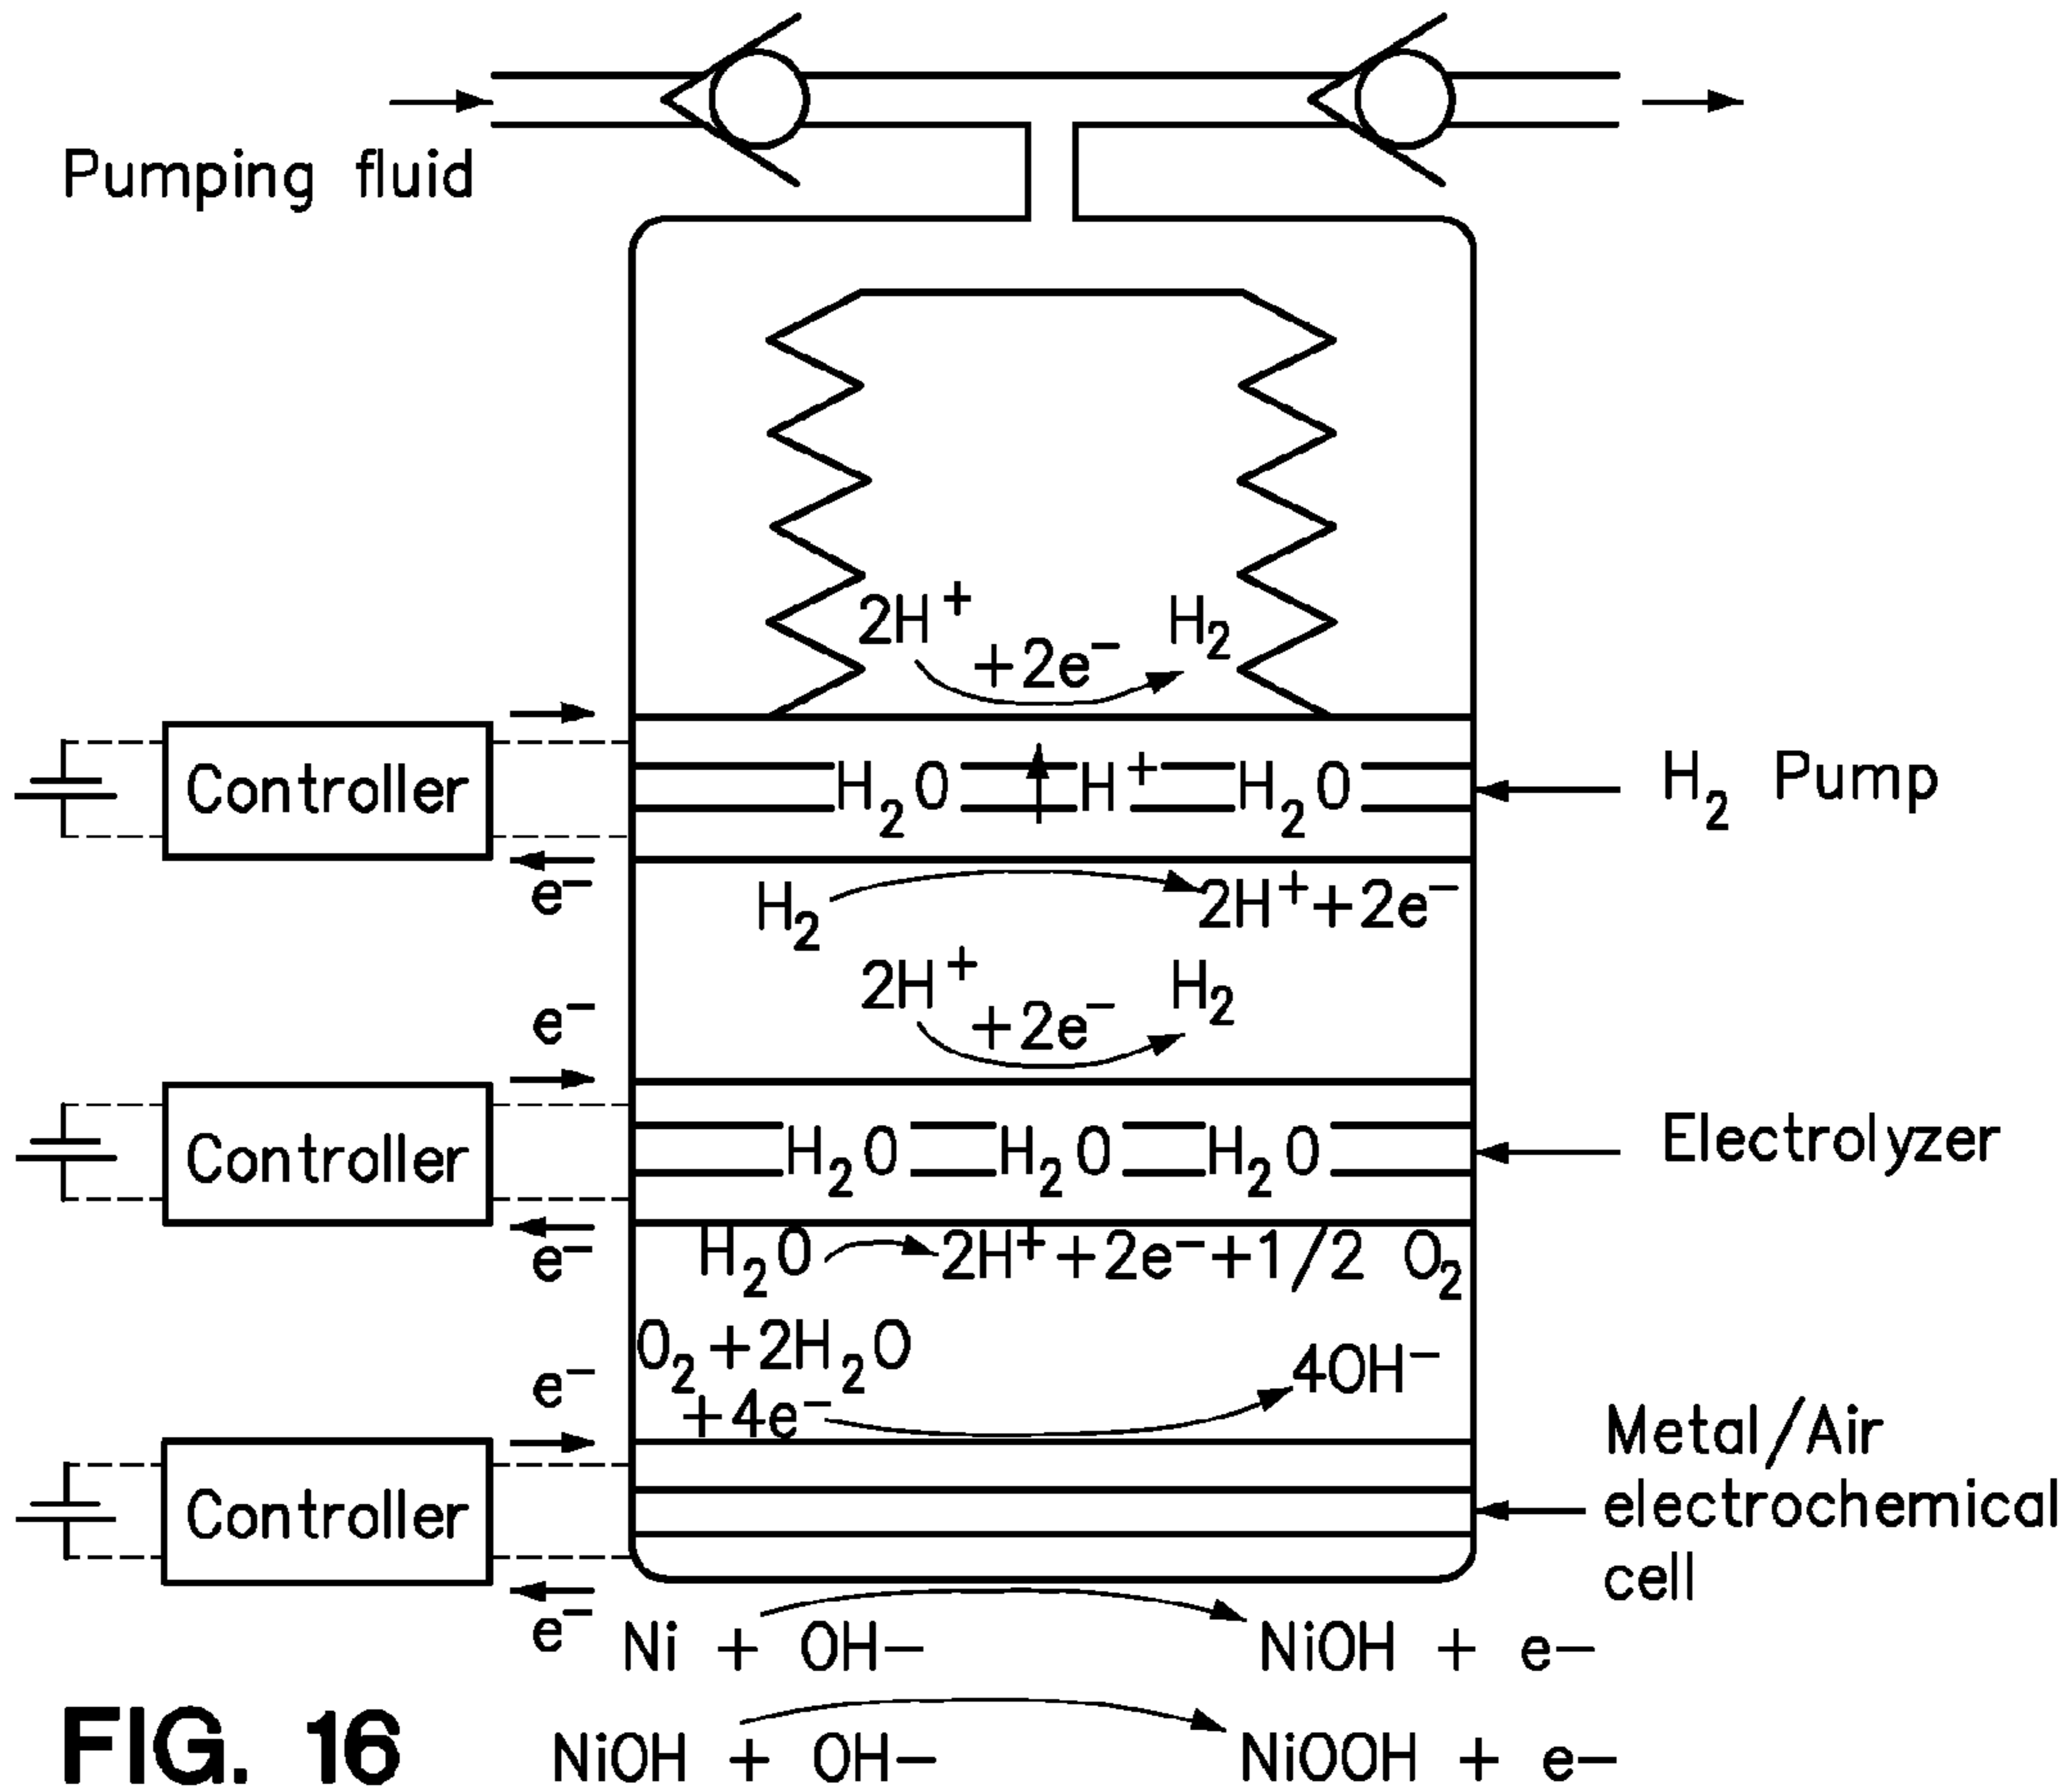 Pumping fluid
2H⁺ +2e⁻ H₂
Controller
H₂O H⁺ H₂O
H₂ Pump
e⁻
H₂ 2H⁺+2e⁻
2H⁺ +2e⁻ H₂
e⁻
Controller
H₂O H₂O H₂O
Electrolyzer
e⁻
H₂O 2H⁺+2e⁻+1/2 O₂
O₂+2H₂O
+4e⁻ 4OH⁻
e⁻
Controller
Metal/Air
electrochemical
cell
e⁻
Ni + OH− NiOH + e−
NiOH + OH− NiOOH + e−
FIG. 16